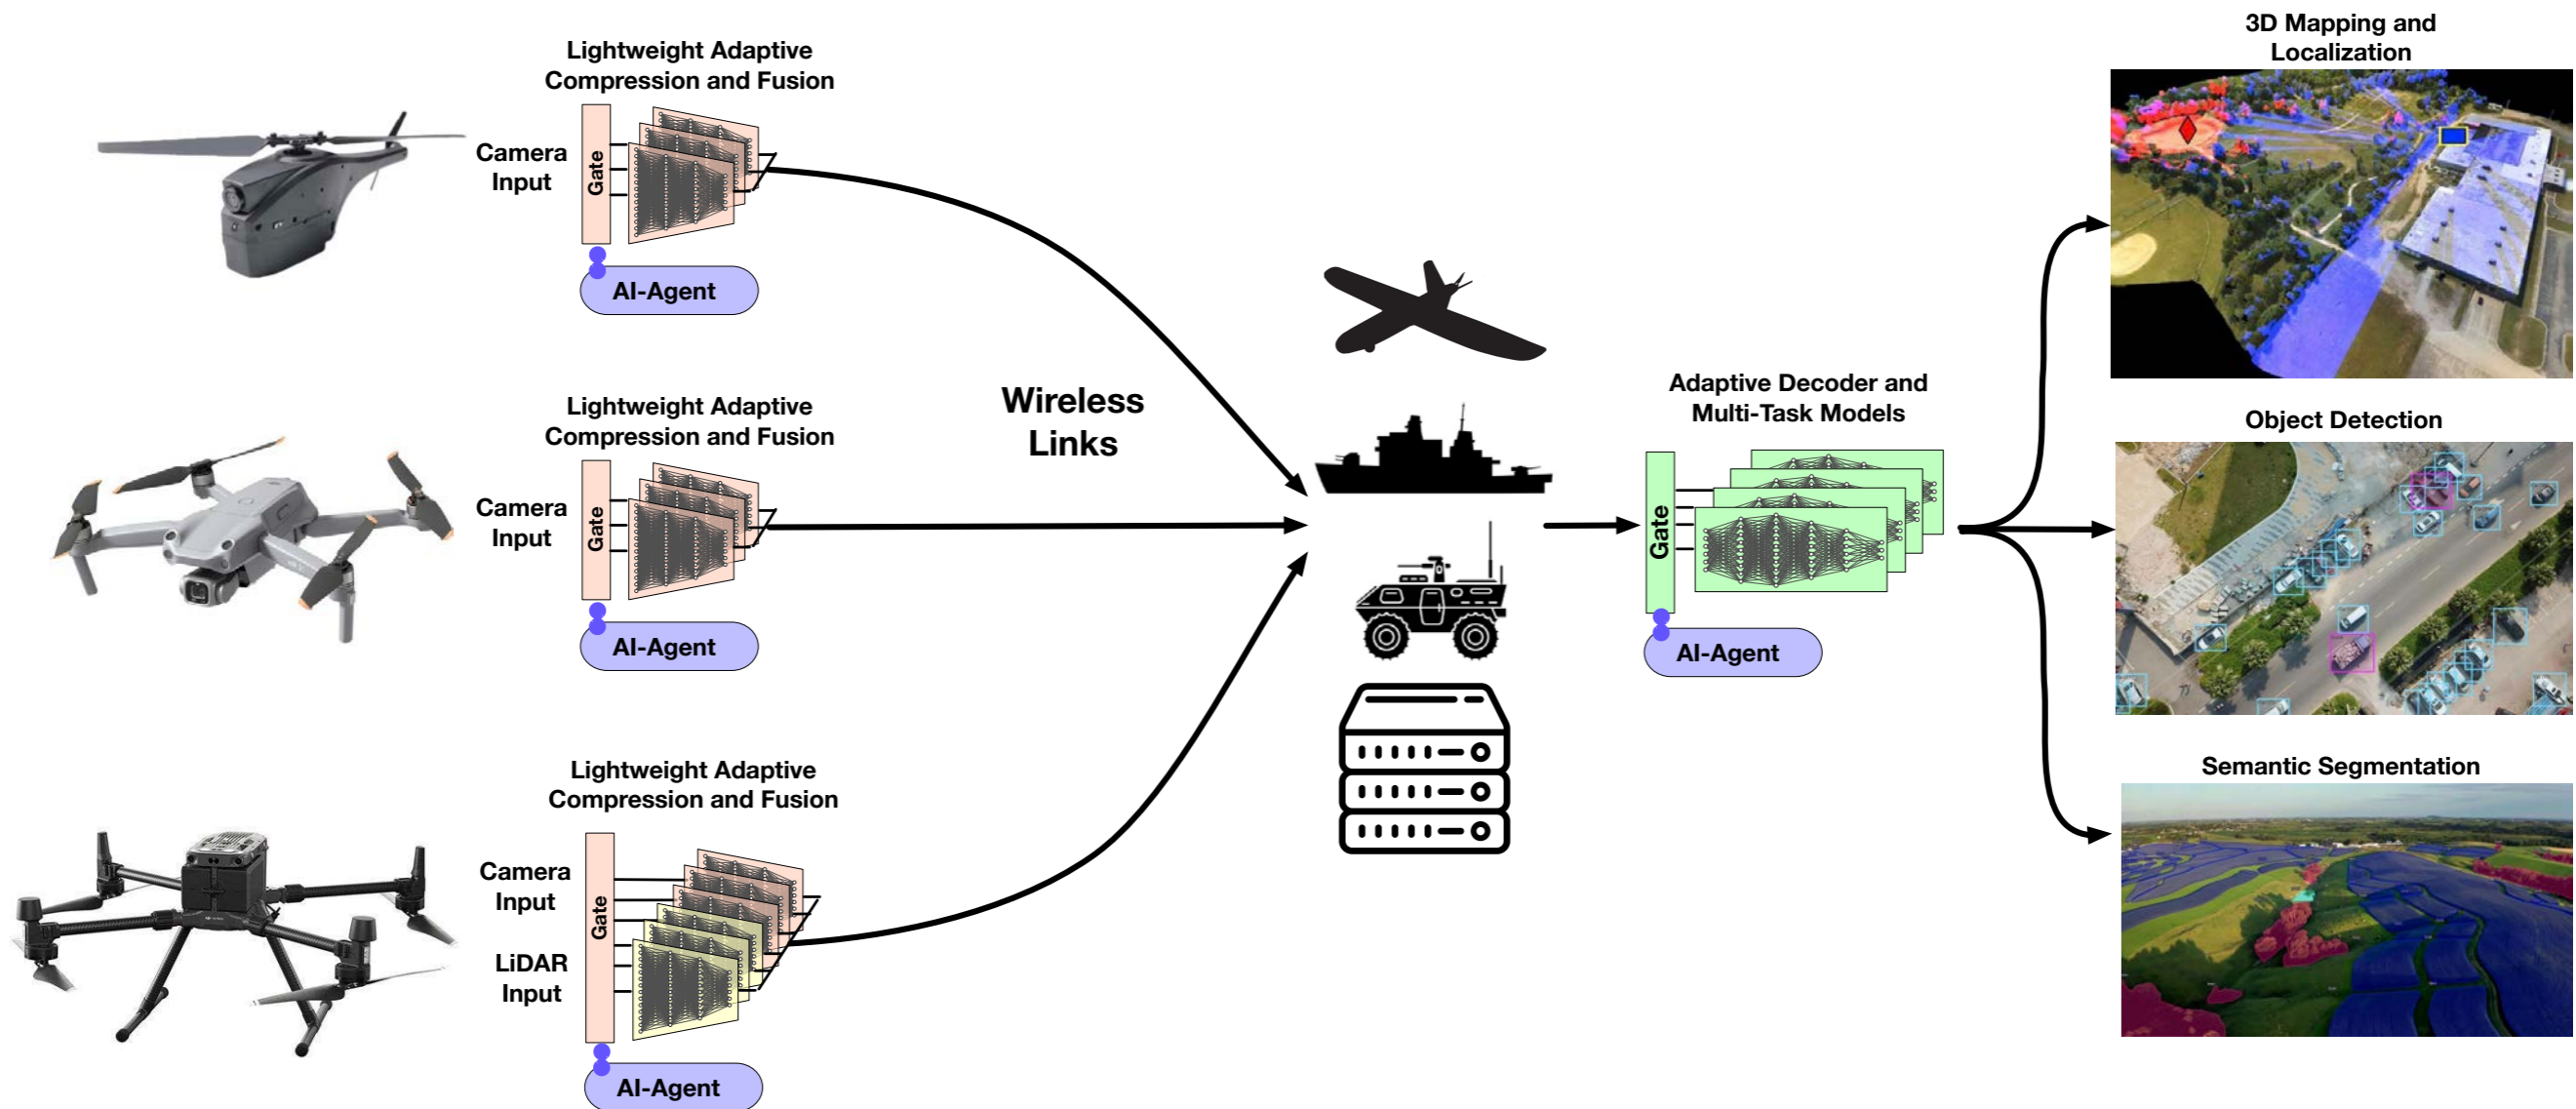 Lightweight Adaptive
Compression and Fusion
Camera
Input
Gate
AI-Agent
Lightweight Adaptive
Compression and Fusion
Camera
Input
Gate
AI-Agent
Lightweight Adaptive
Compression and Fusion
Camera
Input
LiDAR
Input
Gate
AI-Agent
Wireless
Links
Adaptive Decoder and
Multi-Task Models
Gate
AI-Agent
3D Mapping and
Localization
Object Detection
Semantic Segmentation